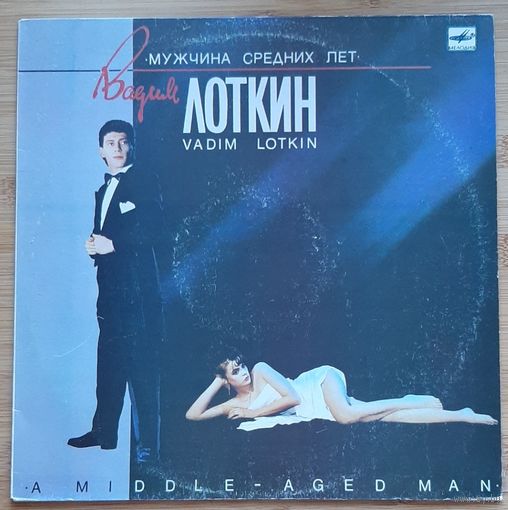 ·МУЖЧИНА СРЕДНИХ ЛЕТ·
МЕЛОДИЯ
Вадим
ЛОТКИН
VADIM LOTKIN
·A MIDDLE-AGED MAN·